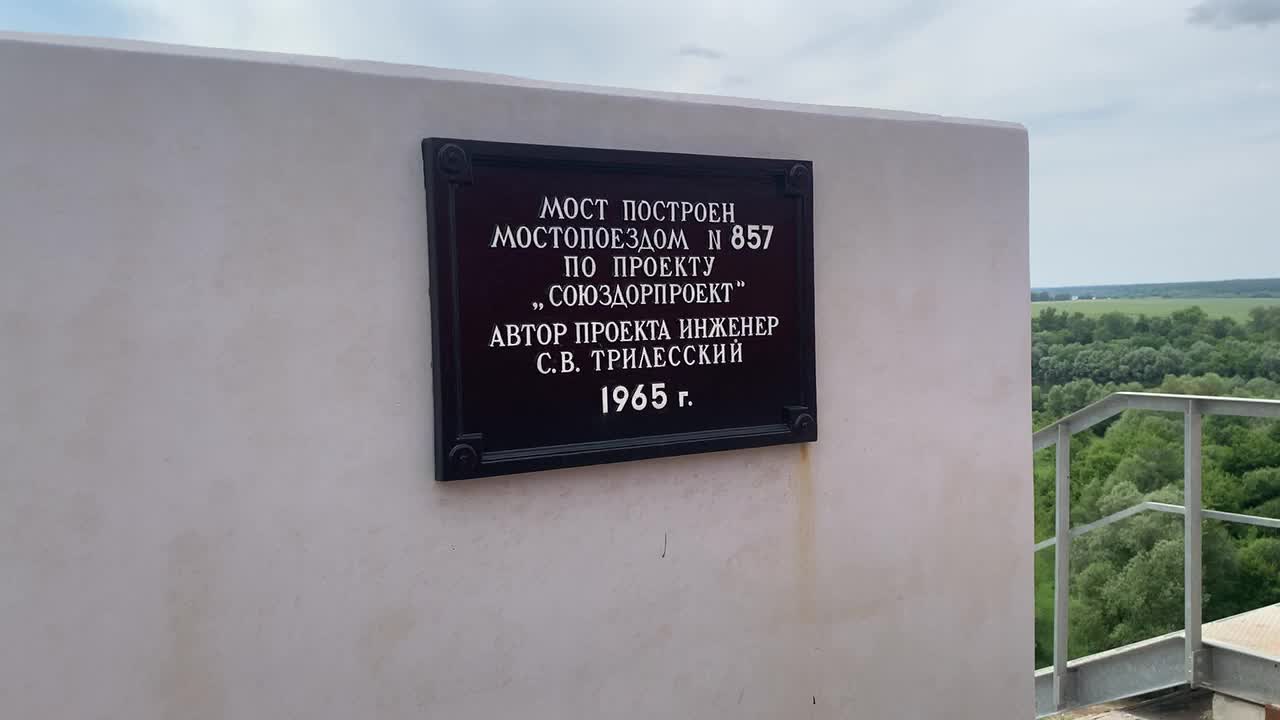 МОСТ ПОСТРОЕН
МОСТОПОЕЗДОМ N 857
ПО ПРОЕКТУ
„СОЮЗДОРПРОЕКТ"
АВТОР ПРОЕКТА ИНЖЕНЕР
С.В. ТРИЛЕССКИЙ
1965 г.